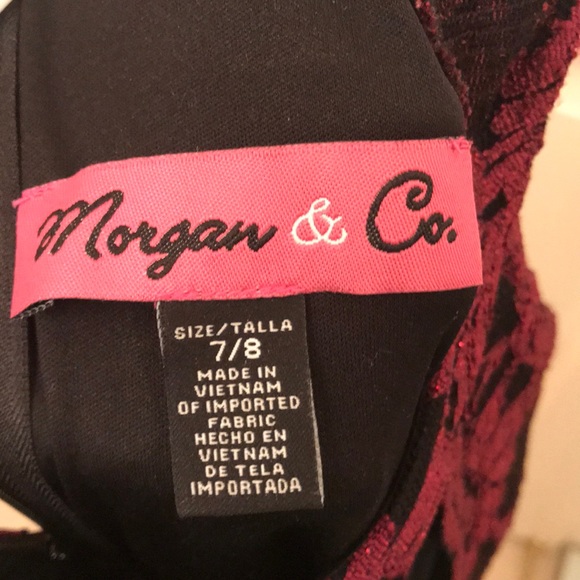 Morgan & Co.
SIZE/TALLA
7/8
MADE IN
VIETNAM
OF IMPORTED
FABRIC
HECHO EN
VIETNAM
DE TELA
IMPORTADA